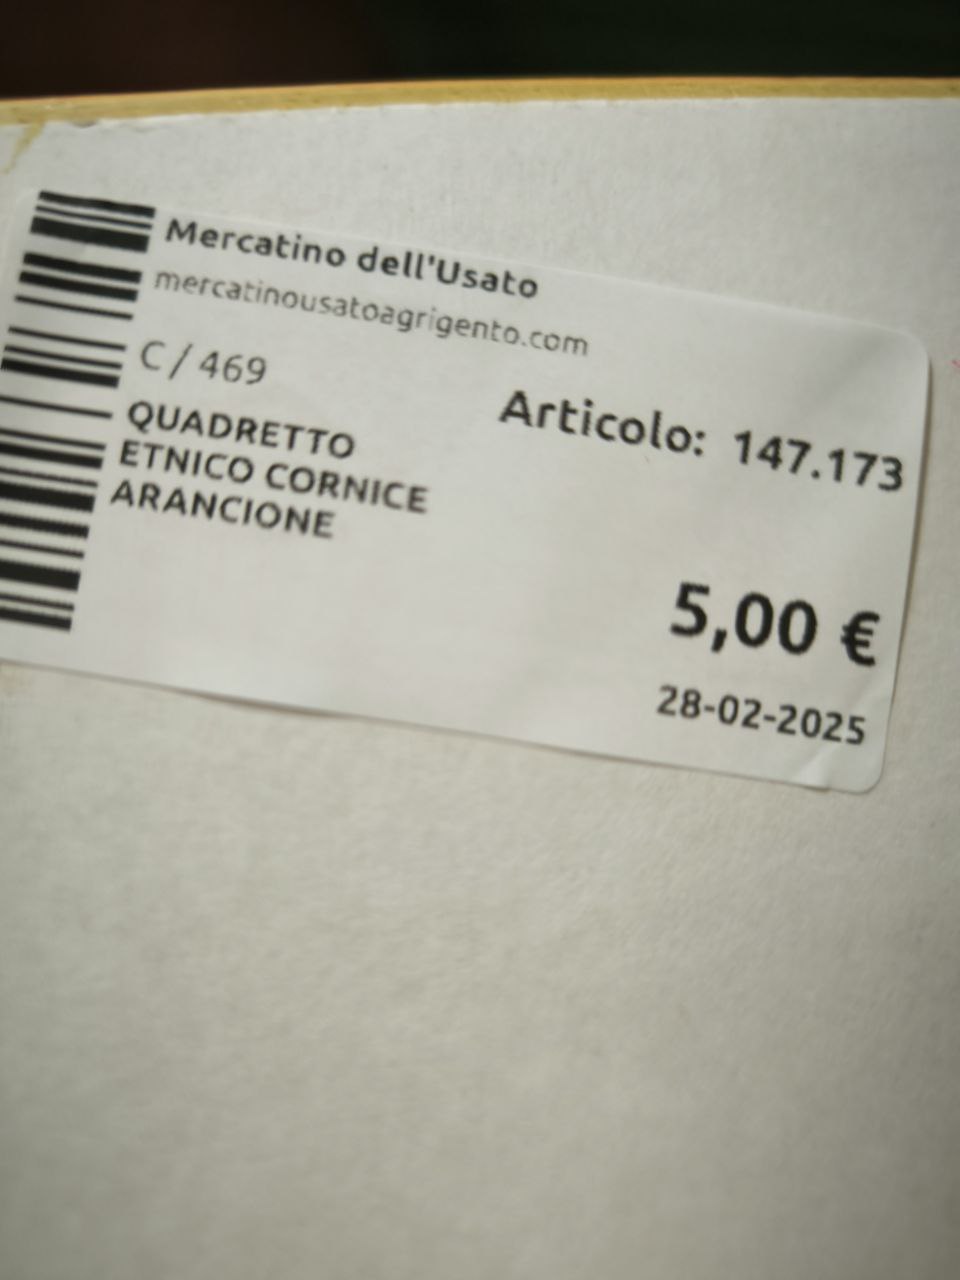 Mercatino dell'Usato
mercatinousatoagrigento.com
C / 469
Articolo: 147.173
QUADRETTO
ETNICO CORNICE
ARANCIONE
5,00 €
28-02-2025